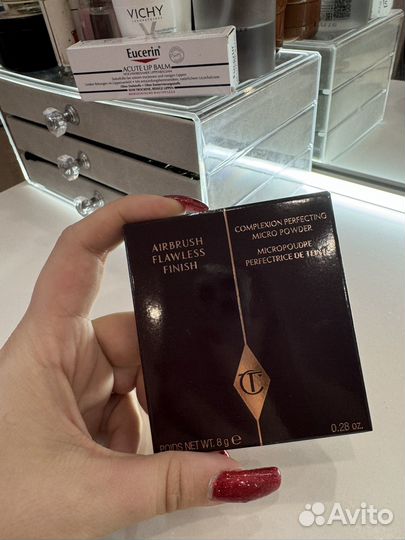 VICHY
Eucerin
ACUTE LIP BALM
AIRBRUSH
FLAWLESS
FINISH
COMPLEXION PERFECTING
MICRO POWDER
MICROPOUDRE
PERFECTRICE DE TEINT
CT
POIDS NET WT. 8 g e
0.28 oz.
Avito